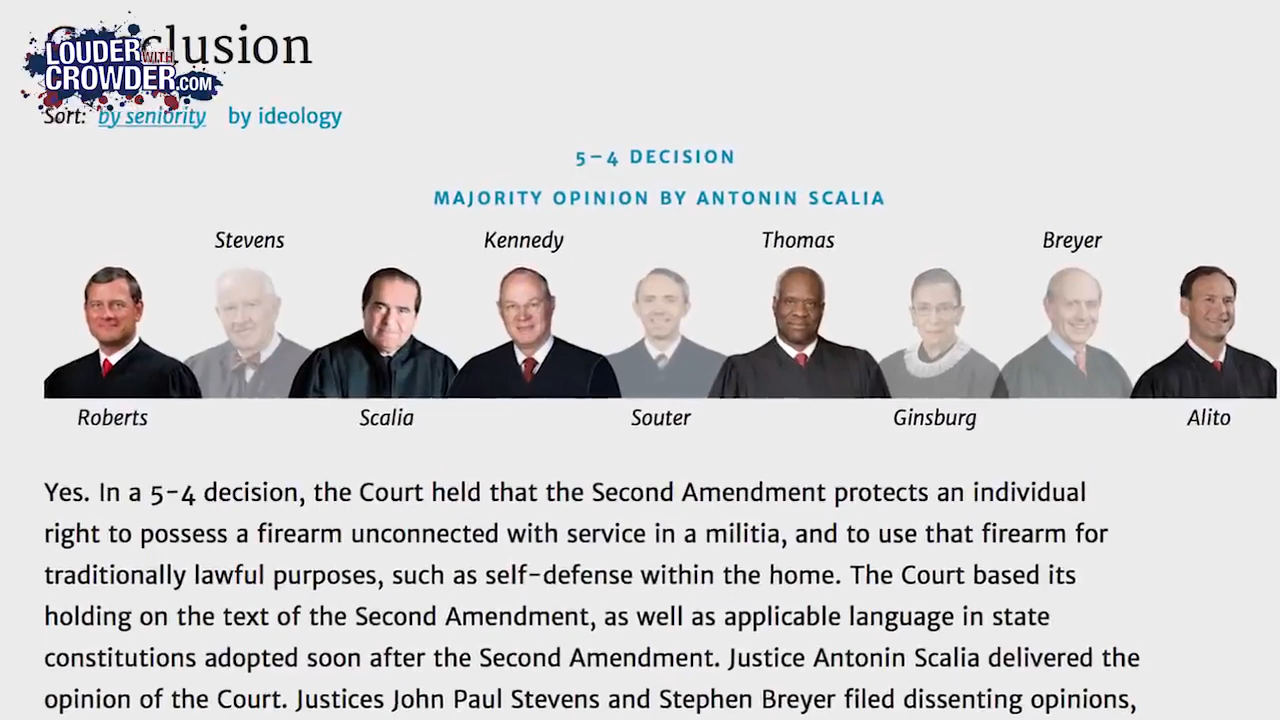 Conclusion
LOUDER WITH
CROWDER.COM
Sort: by seniority by ideology
5–4 DECISION
MAJORITY OPINION BY ANTONIN SCALIA
Stevens Kennedy Thomas Breyer
Roberts Scalia Souter Ginsburg Alito
Yes. In a 5-4 decision, the Court held that the Second Amendment protects an individual
right to possess a firearm unconnected with service in a militia, and to use that firearm for
traditionally lawful purposes, such as self-defense within the home. The Court based its
holding on the text of the Second Amendment, as well as applicable language in state
constitutions adopted soon after the Second Amendment. Justice Antonin Scalia delivered the
opinion of the Court. Justices John Paul Stevens and Stephen Breyer filed dissenting opinions,